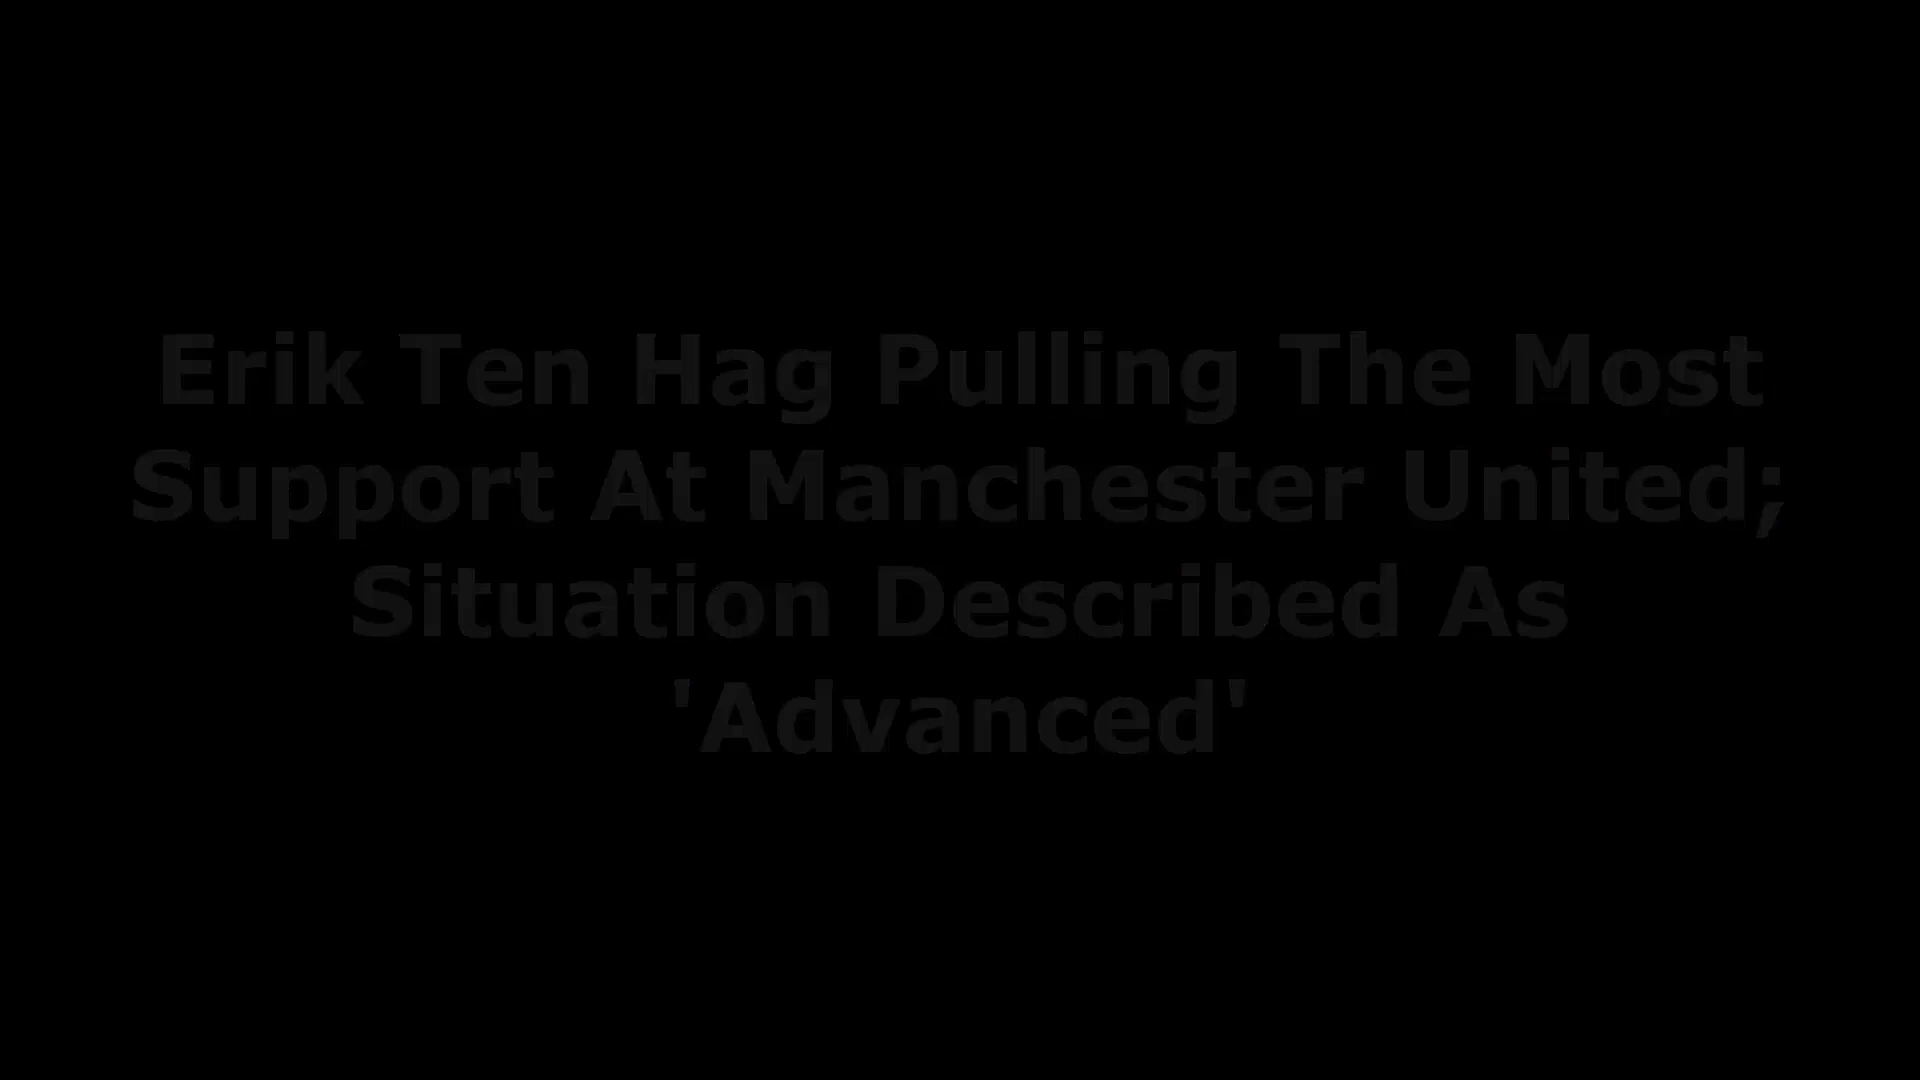 Erik Ten Hag Pulling The Most
Support At Manchester United;
Situation Described As
'Advanced'